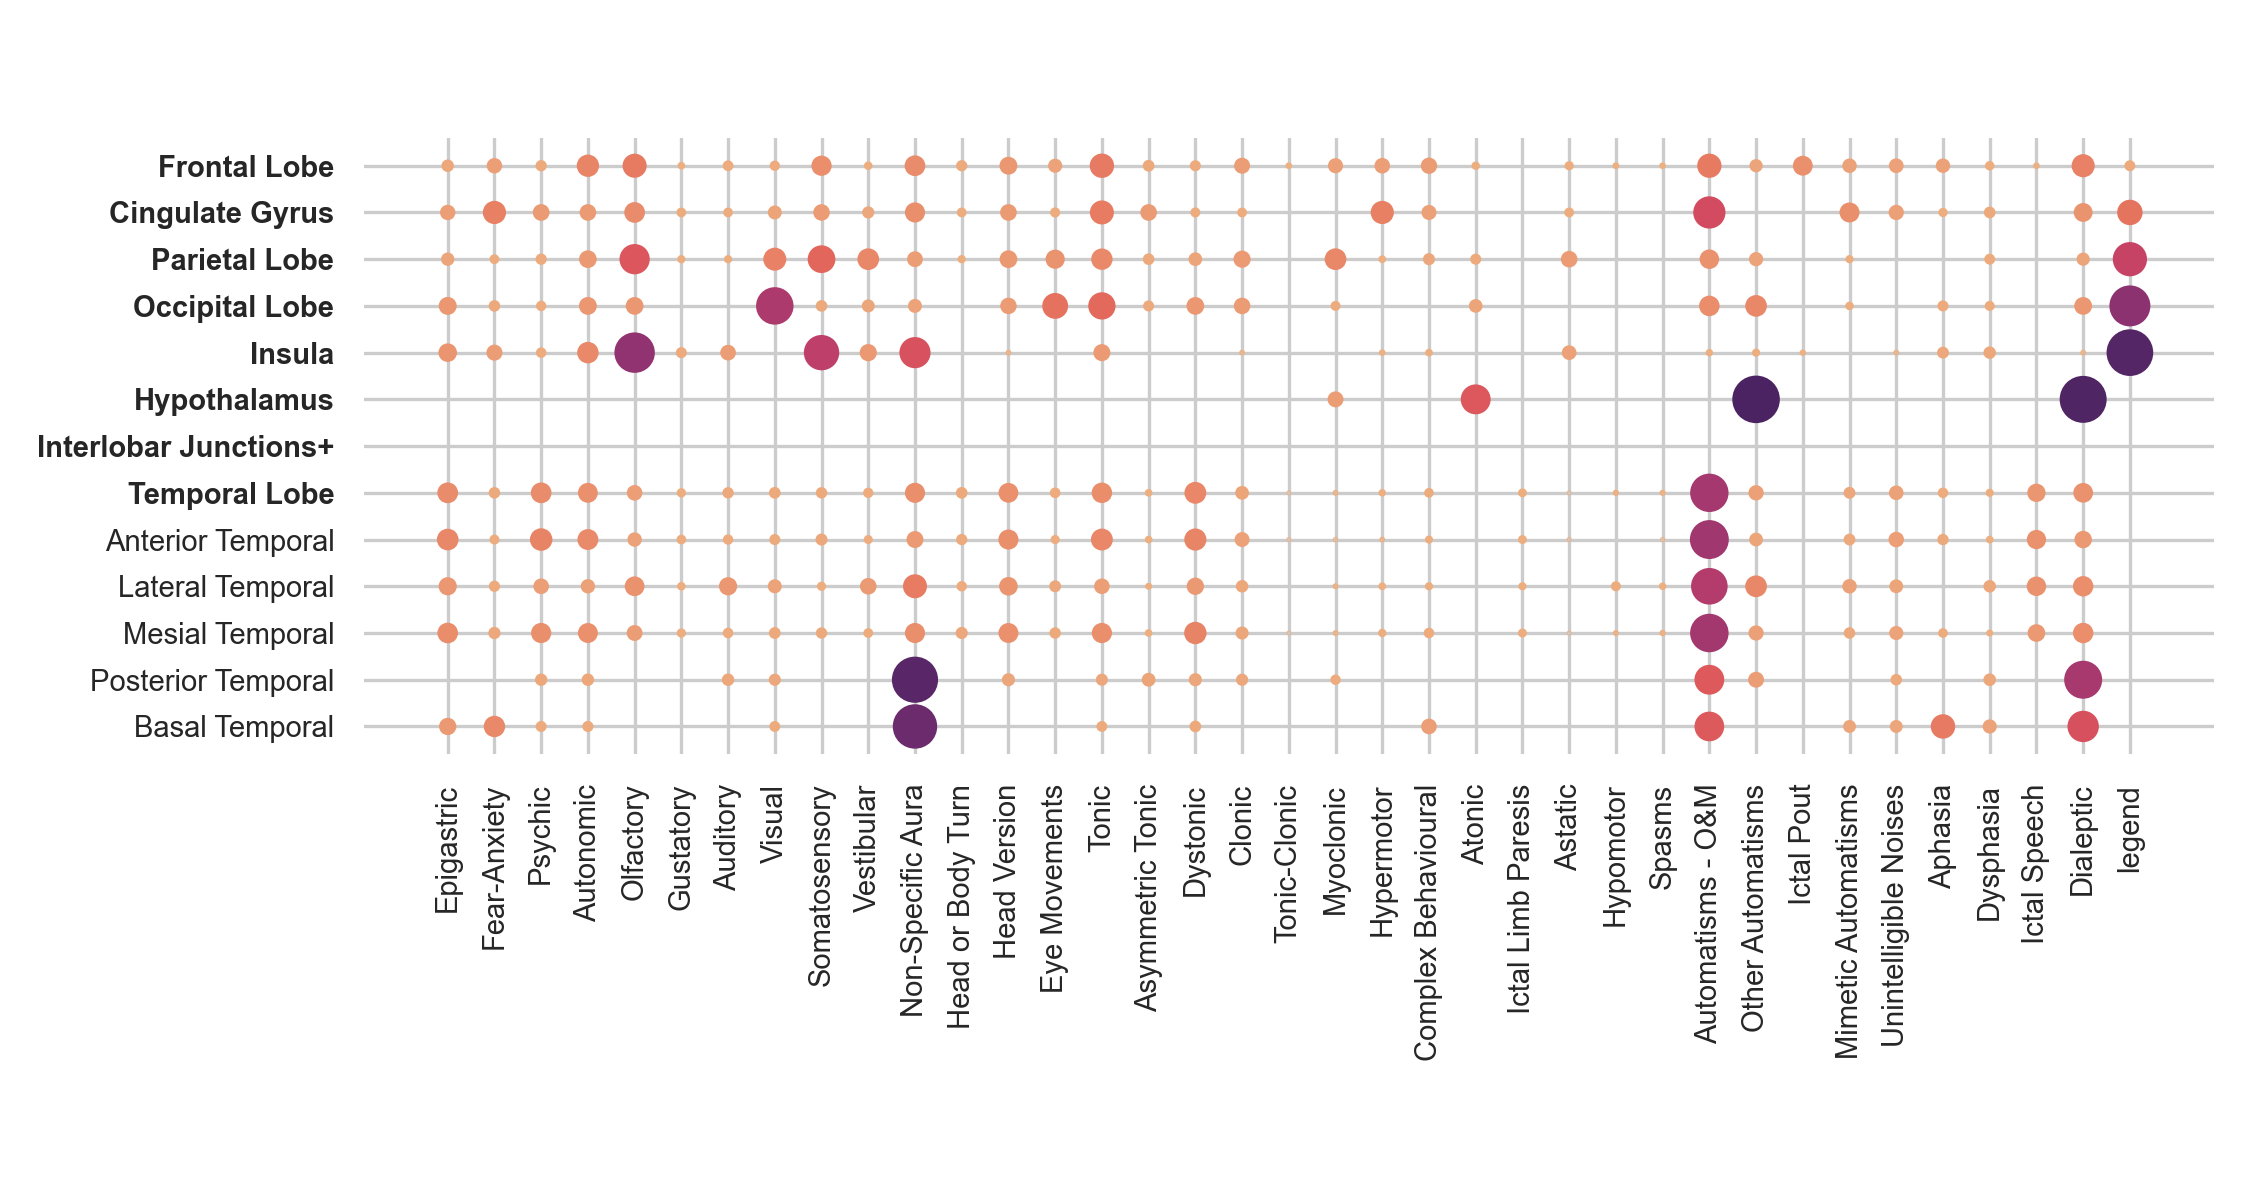 Frontal Lobe
Cingulate Gyrus
Parietal Lobe
Occipital Lobe
Insula
Hypothalamus
Interlobar Junctions+
Temporal Lobe
Anterior Temporal
Lateral Temporal
Mesial Temporal
Posterior Temporal
Basal Temporal
Epigastric
Fear-Anxiety
Psychic
Autonomic
Olfactory
Gustatory
Auditory
Visual
Somatosensory
Vestibular
Non-Specific Aura
Head or Body Turn
Head Version
Eye Movements
Tonic
Asymmetric Tonic
Dystonic
Clonic
Tonic-Clonic
Myoclonic
Hypermotor
Complex Behavioural
Atonic
Ictal Limb Paresis
Astatic
Hypomotor
Spasms
Automatisms - O&M
Other Automatisms
Ictal Pout
Mimetic Automatisms
Unintelligible Noises
Aphasia
Dysphasia
Ictal Speech
Dialeptic
legend